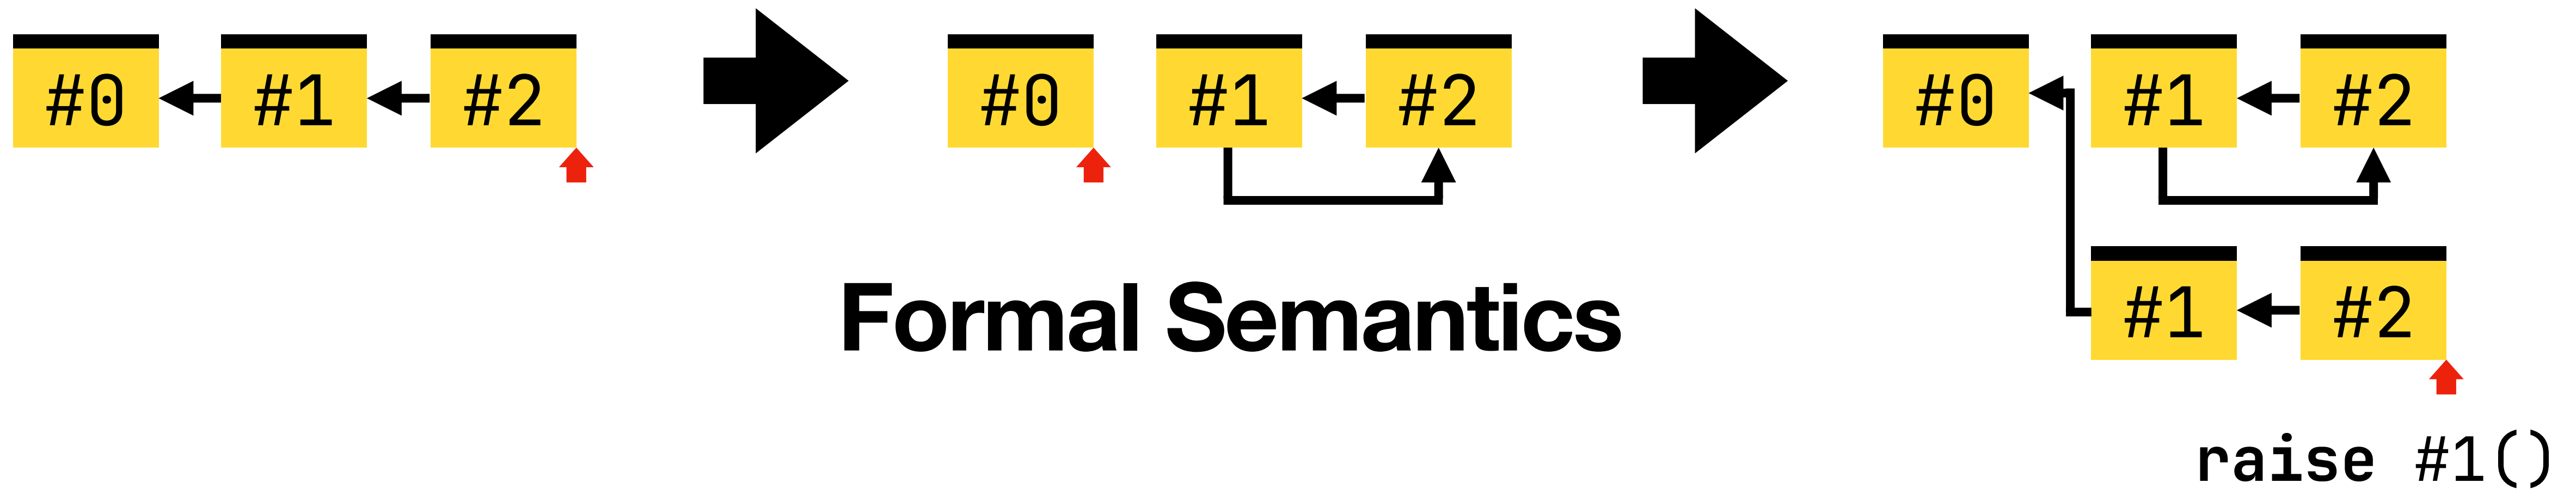 #0 #1 #2 #0 #1 #2 #0 #1 #2
Formal Semantics
#1 #2
raise #1()